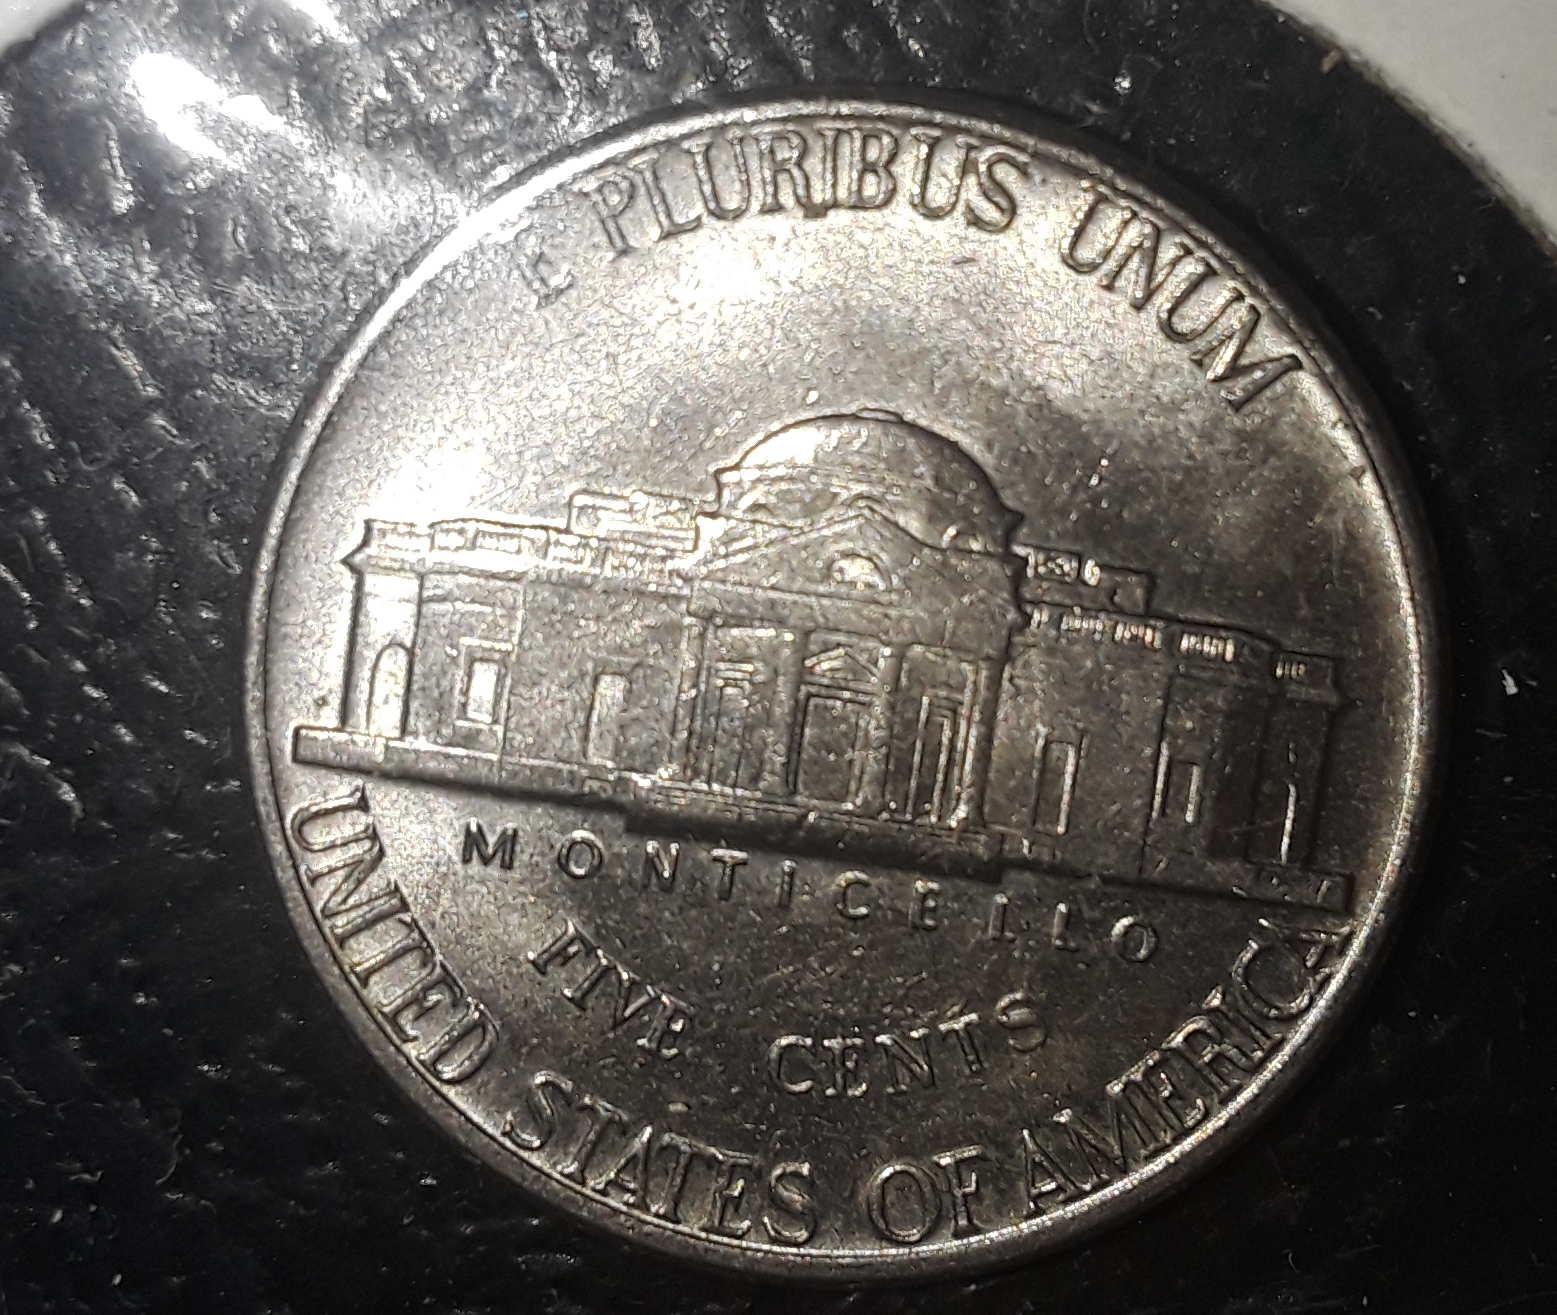 E PLURIBUS UNUM
MONTICELLO
FIVE CENTS
UNITED STATES OF AMERICA